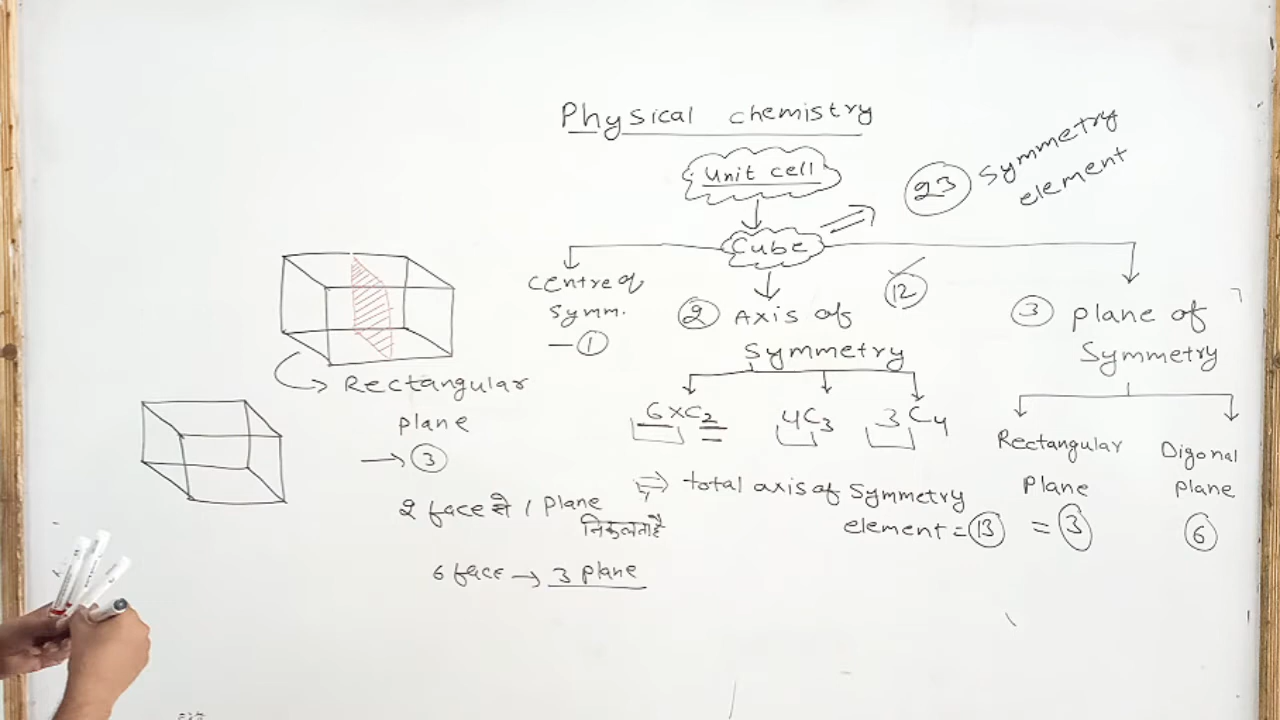 Physical chemistry
Unit cell
Cube
23 Symmetry
element
Centre of
Symm.
– 1
2 Axis of
Symmetry
12
6×C2 4C3 3C4
⇒ total axis of Symmetry
element = 13
3 plane of
Symmetry
Rectangular
Plane
= 3
Digonal
plane
6
Rectangular
plane
→ 3
2 face से 1 plane
निकलता है
6 face → 3 plane